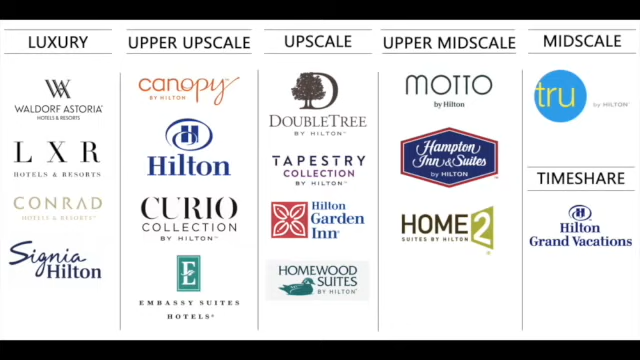 LUXURY
WALDORF ASTORIA
HOTELS & RESORTS
LXR
HOTELS & RESORTS
CONRAD
HOTELS & RESORTS
Signia
Hilton
UPPER UPSCALE
canopy
BY HILTON
Hilton
CURIO
COLLECTION
BY HILTON
E
EMBASSY SUITES
HOTELS
UPSCALE
D
DOUBLETREE
BY HILTON
TAPESTRY
COLLECTION
BY HILTON
Hilton
Garden
Inn
HOMEWOOD
SUITES
BY HILTON
UPPER MIDSCALE
MOTTO
by Hilton
Hampton
Inn & Suites
by HILTON
HOME2
SUITES BY HILTON
MIDSCALE
tru by HILTON
TIMESHARE
Hilton
Grand Vacations